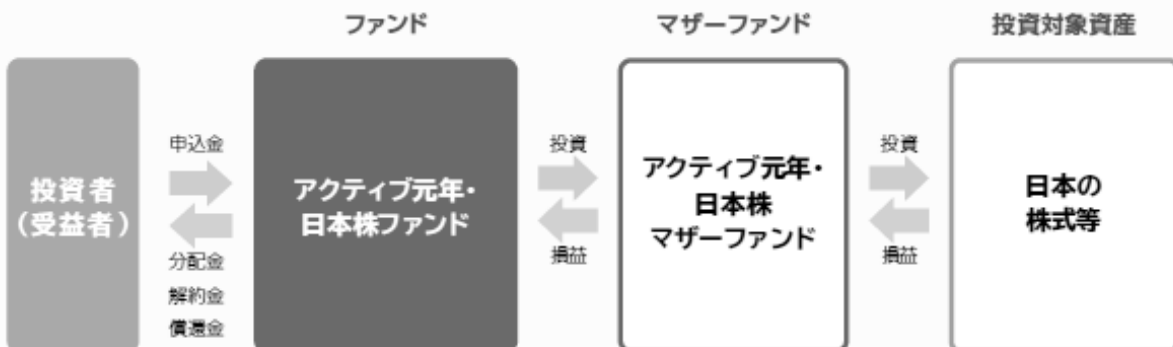 ファンド
マザーファンド
投資対象資産
投資者
（受益者）
申込金
分配金
解約金
償還金
アクティブ元年・
日本株ファンド
投資
損益
アクティブ元年・
日本株
マザーファンド
投資
損益
日本の
株式等